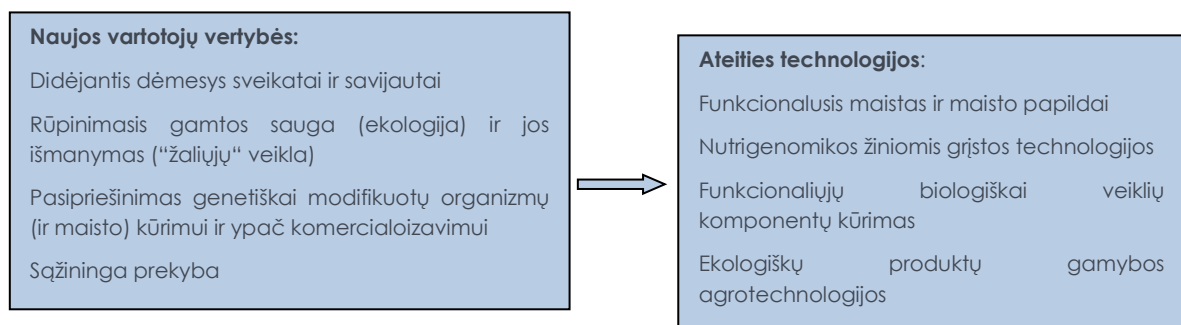 Naujos vartotojų vertybės:
Didėjantis dėmesys sveikatai ir savijautai
Rūpinimasis gamtos sauga (ekologija) ir jos
išmanymas (“žaliųjų“ veikla)
Pasipriešinimas genetiškai modifikuotų organizmų
(ir maisto) kūrimui ir ypač komercialoizavimui
Sąžininga prekyba
Ateities technologijos:
Funkcionalusis maistas ir maisto papildai
Nutrigenomikos žiniomis grįstos technologijos
Funkcionaliųjų biologiškai veiklių
komponentų kūrimas
Ekologiškų produktų gamybos
agrotechnologijos